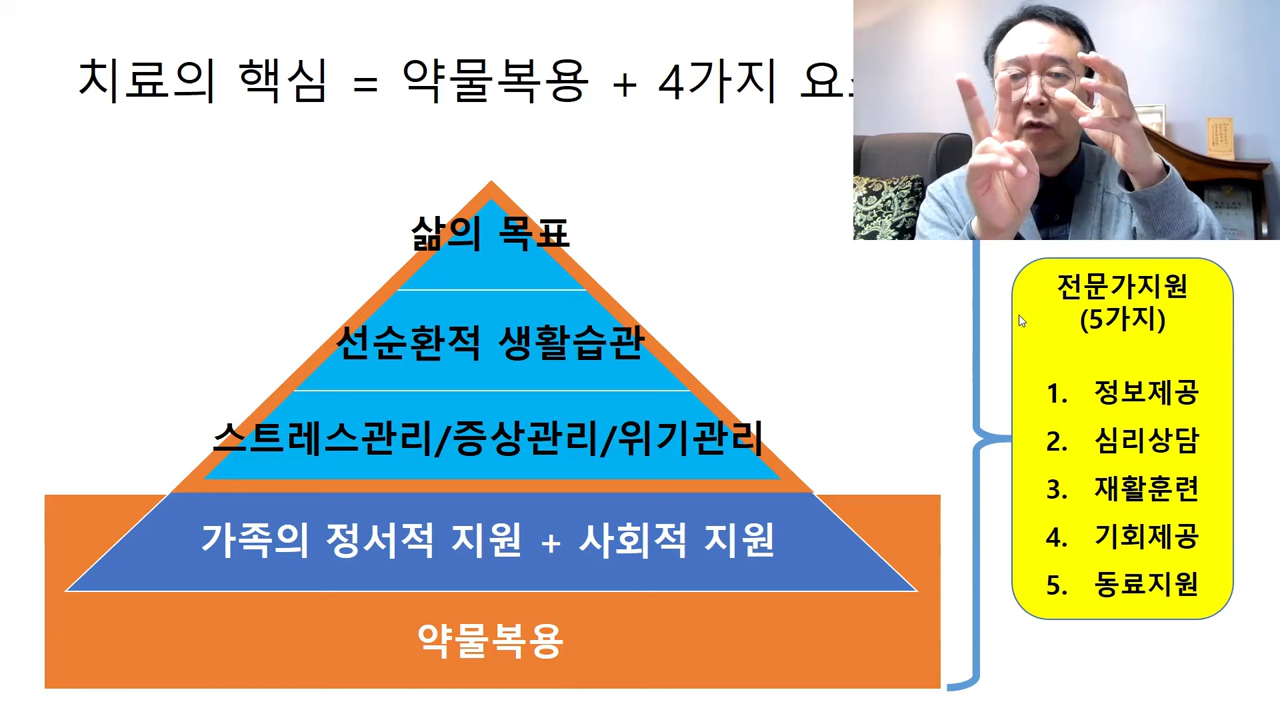 치료의 핵심 = 약물복용 + 4가지
삶의 목표
선순환적 생활습관
스트레스관리/증상관리/위기관리
가족의 정서적 지원 + 사회적 지원
약물복용
전문가지원
(5가지)
1. 정보제공
2. 심리상담
3. 재활훈련
4. 기회제공
5. 동료지원